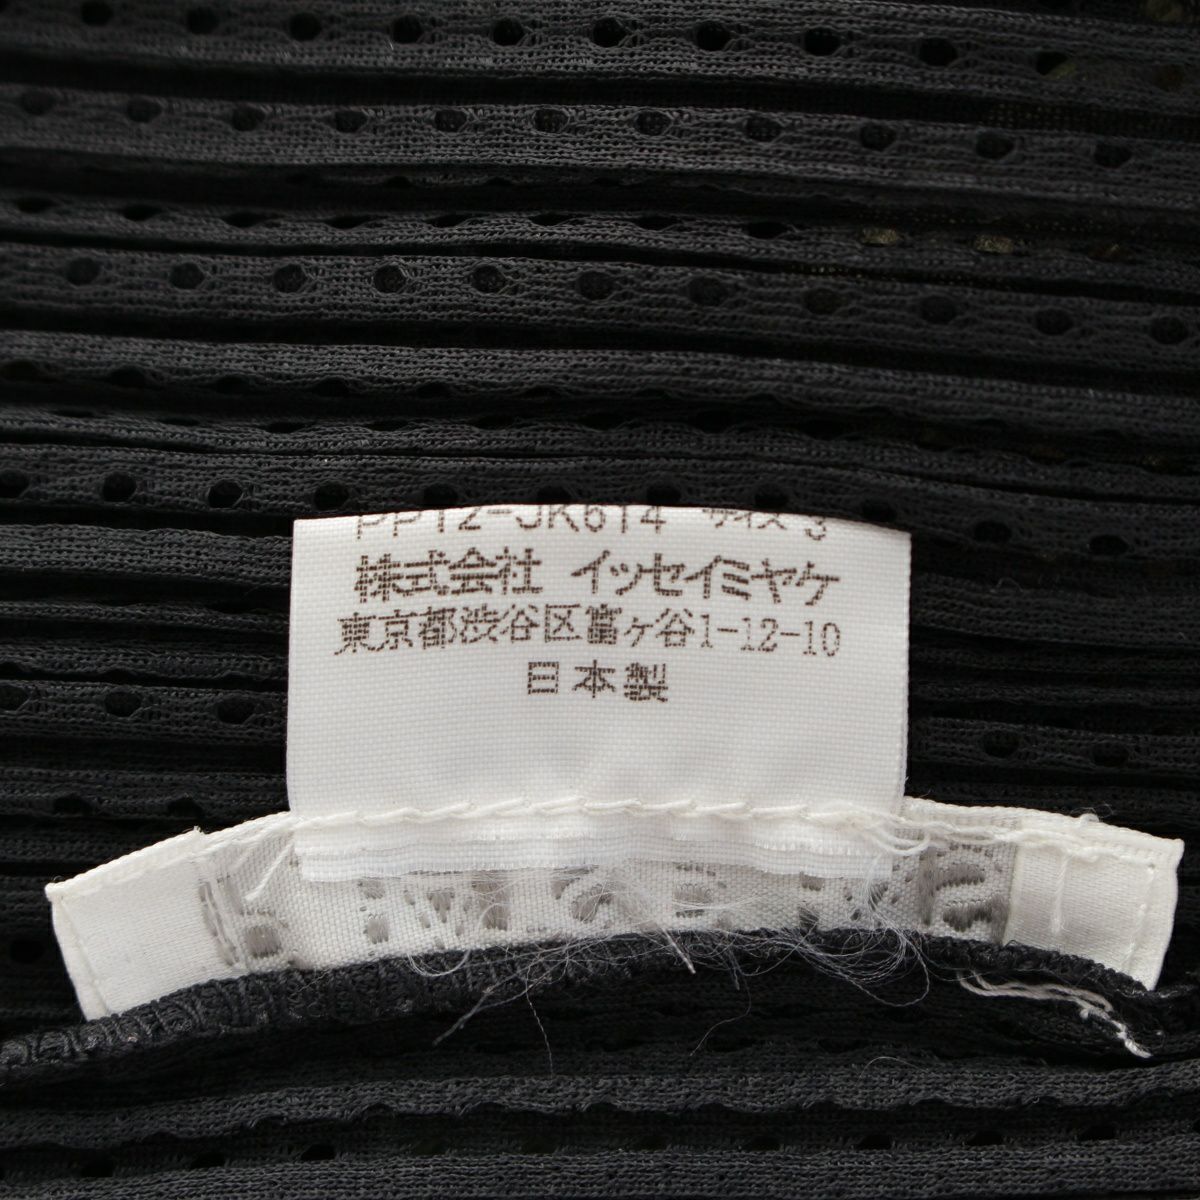 PP12-JK614 サイズ 3
株式会社 イッセイミヤケ
東京都渋谷区富ヶ谷1-12-10
日本製